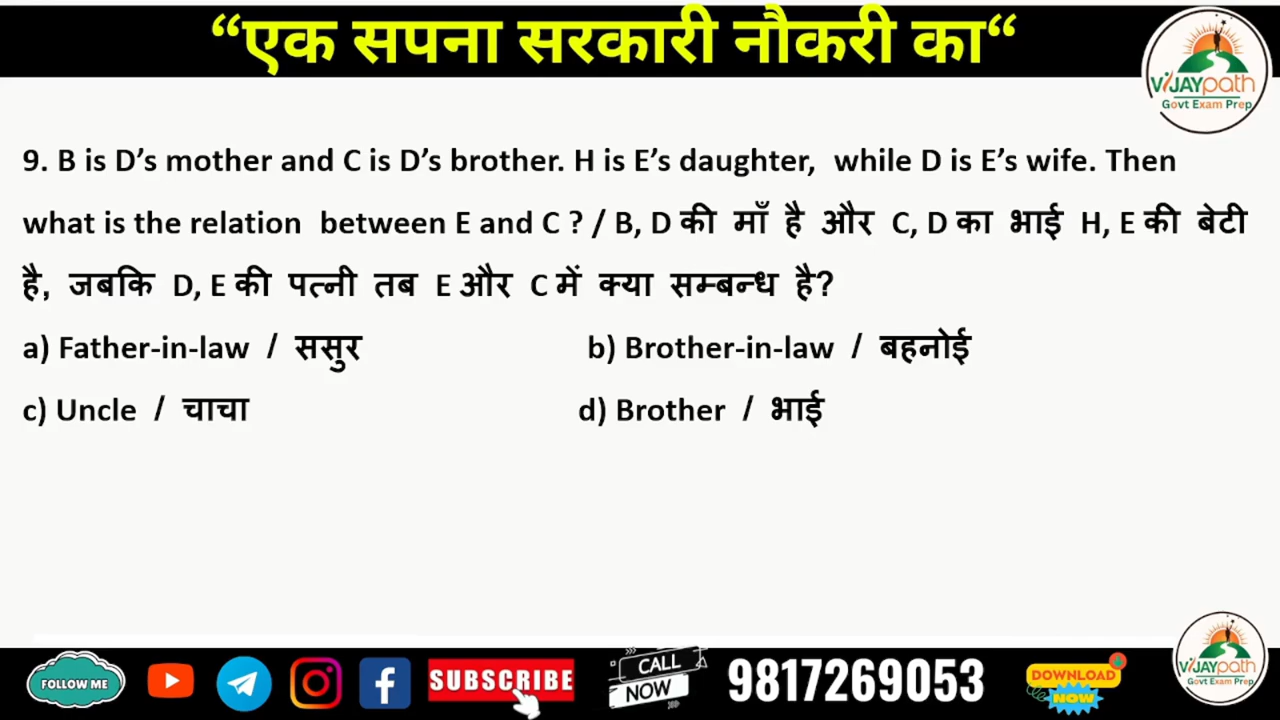 “एक सपना सरकारी नौकरी का“
ViJAYpath
Govt Exam Prep
9. B is D’s mother and C is D’s brother. H is E’s daughter, while D is E’s wife. Then
what is the relation between E and C ? / B, D की माँ है और C, D का भाई H, E की बेटी
है, जबकि D, E की पत्नी तब E और C में क्या सम्बन्ध है?
a) Father-in-law / ससुर b) Brother-in-law / बहनोई
c) Uncle / चाचा d) Brother / भाई
FOLLOW ME
SUBSCRIBE
CALL
NOW
9817269053
DOWNLOAD
NOW
ViJAYpath
Govt Exam Prep